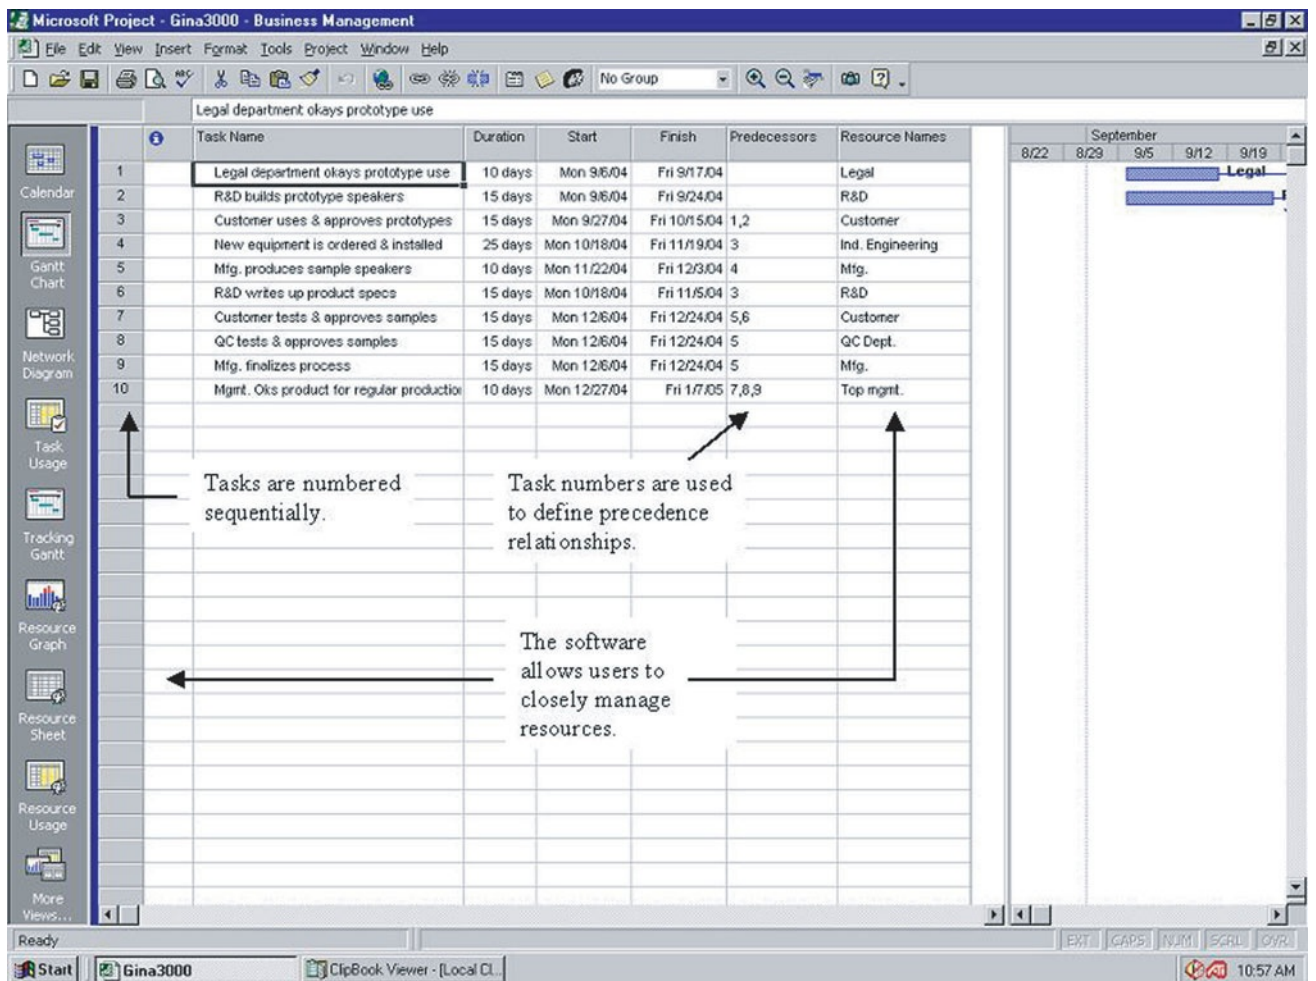 Microsoft Project - Gina3000 - Business Management
File Edit View Insert Format Tools Project Window Help
No Group
Legal department okays prototype use
Task Name Duration Start Finish Predecessors Resource Names
September
8/22 8/29 9/5 9/12 9/19
1 Legal department okays prototype use 10 days Mon 9/6/04 Fri 9/17/04 Legal
Legal
2 R&D builds prototype speakers 15 days Mon 9/6/04 Fri 9/24/04 R&D
3 Customer uses & approves prototypes 15 days Mon 9/27/04 Fri 10/15/04 1,2 Customer
4 New equipment is ordered & installed 25 days Mon 10/18/04 Fri 11/19/04 3 Ind. Engineering
5 Mfg. produces sample speakers 10 days Mon 11/22/04 Fri 12/3/04 4 Mfg.
6 R&D writes up product specs 15 days Mon 10/18/04 Fri 11/5/04 3 R&D
7 Customer tests & approves samples 15 days Mon 12/6/04 Fri 12/24/04 5,6 Customer
8 QC tests & approves samples 15 days Mon 12/6/04 Fri 12/24/04 5 QC Dept.
9 Mfg. finalizes process 15 days Mon 12/6/04 Fri 12/24/04 5 Mfg.
10 Mgmt. Oks product for regular productio 10 days Mon 12/27/04 Fri 1/7/05 7,8,9 Top mgmt.
Calendar
Gantt
Chart
Network
Diagram
Task
Usage
Tracking
Gantt
Resource
Graph
Resource
Sheet
Resource
Usage
More
Views...
Tasks are numbered
sequentially.
Task numbers are used
to define precedence
relationships.
The software
allows users to
closely manage
resources.
Ready
EXT CAPS NUM SCRL OVR
Start Gina3000 ClipBook Viewer - [Local Cl... 10:57 AM